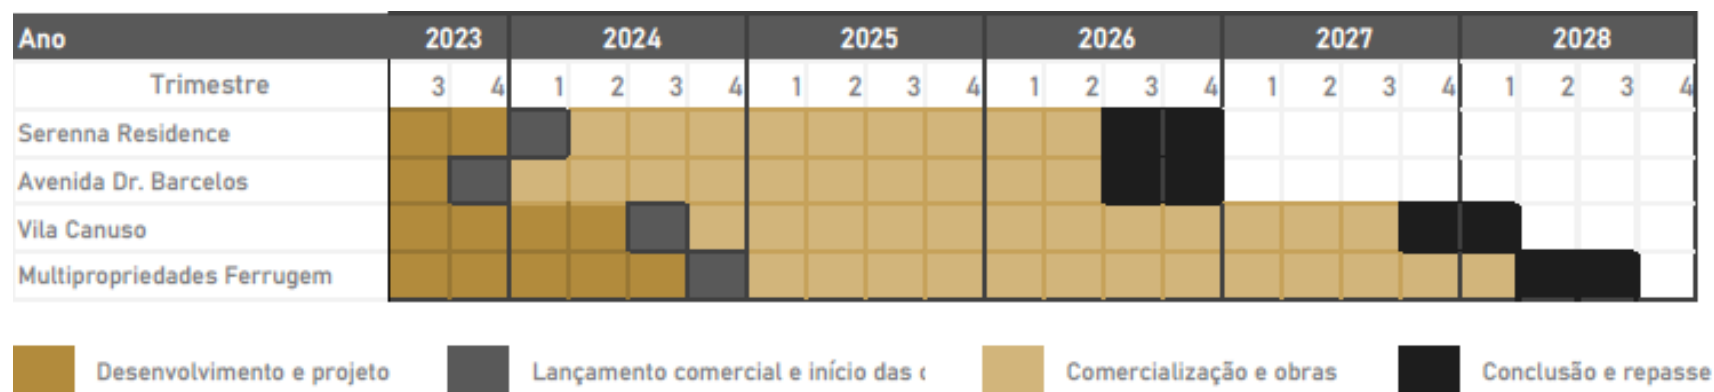 Ano 2023 2024 2025 2026 2027 2028
Trimestre 3 4 1 2 3 4 1 2 3 4 1 2 3 4 1 2 3 4 1 2 3 4
Serenna Residence
Avenida Dr. Barcelos
Vila Canuso
Multipropriedades Ferrugem
Desenvolvimento e projeto Lançamento comercial e início das Comercialização e obras Conclusão e repasse